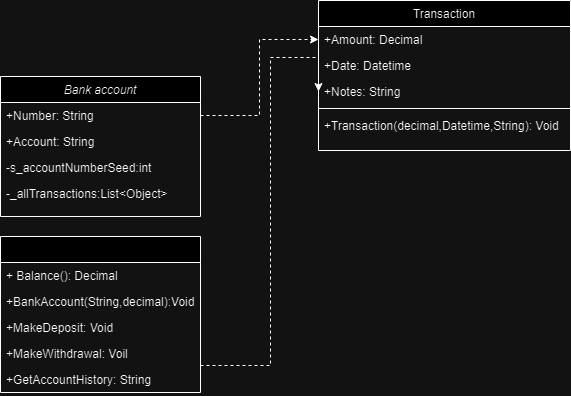 Transaction
+Amount: Decimal
+Date: Datetime
+Notes: String
+Transaction(decimal,Datetime,String): Void
Bank account
+Number: String
+Account: String
-s_accountNumberSeed:int
-_allTransactions:List<Object>
+ Balance(): Decimal
+BankAccount(String,decimal):Void
+MakeDeposit: Void
+MakeWithdrawal: Voil
+GetAccountHistory: String